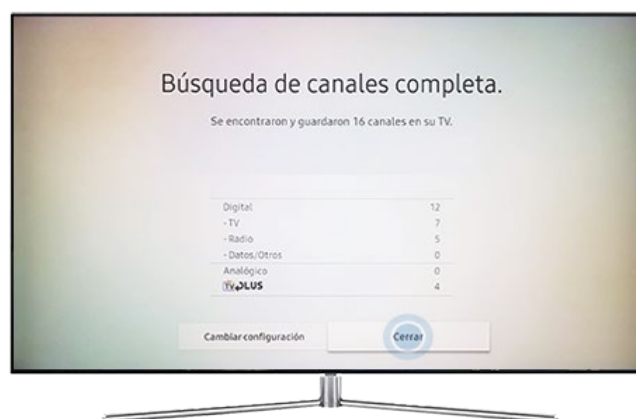 Búsqueda de canales completa.
Se encontraron y guardaron 16 canales en su TV.
Digital 12
- TV 7
- Radio 5
- Datos/Otros 0
Analógico 0
TV PLUS 4
Cambiar configuración Cerrar